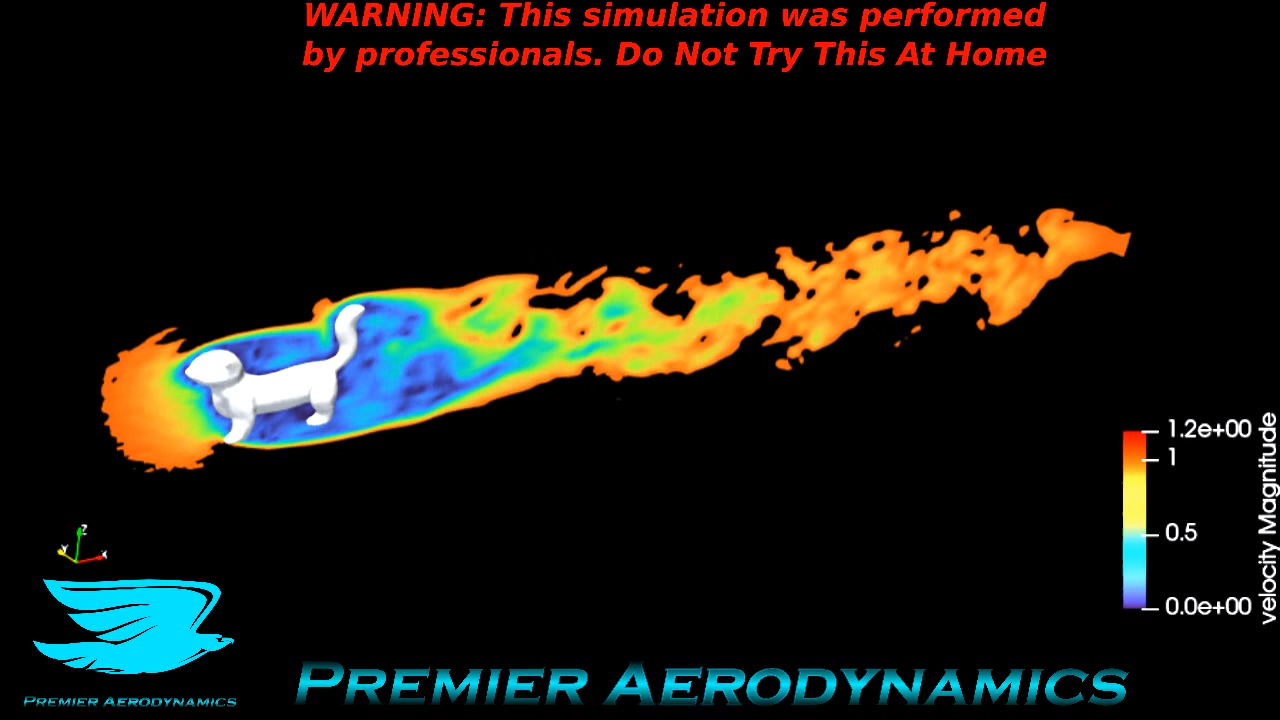 WARNING: This simulation was performed
by professionals. Do Not Try This At Home
1.2e+00
1
0.5
0.0e+00
velocity Magnitude
Z
Y
X
PREMIER AERODYNAMICS
PREMIER AERODYNAMICS